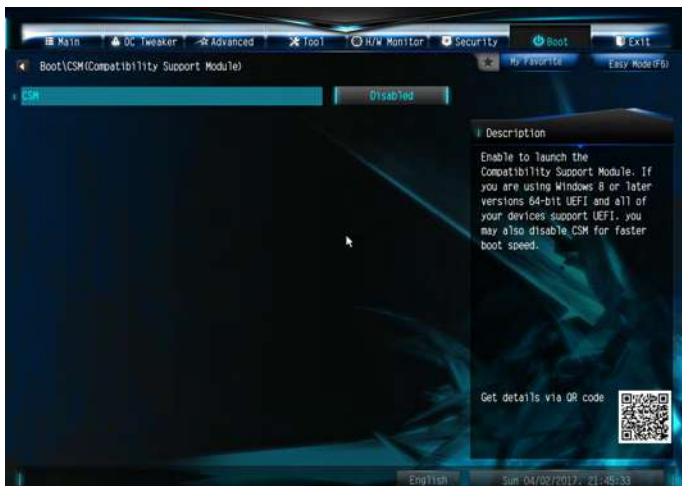 Main OC Tweaker Advanced Tool H/W Monitor Security Boot Exit
Boot\CSM(Compatibility Support Module)
My Favorite Easy Mode(F6)
CSM Disabled
Description
Enable to launch the
Compatibility Support Module. If
you are using Windows 8 or later
versions 64-bit UEFI and all of
your devices support UEFI. you
may also disable CSM for faster
boot speed.
Get details via QR code
English Sun 04/02/2017. 21:45:33